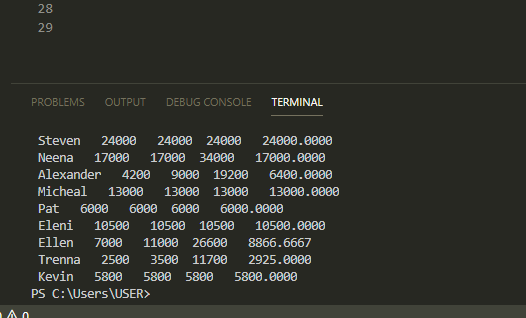 28
29
PROBLEMS OUTPUT DEBUG CONSOLE TERMINAL
Steven 24000 24000 24000 24000.0000
Neena 17000 17000 34000 17000.0000
Alexander 4200 9000 19200 6400.0000
Micheal 13000 13000 13000 13000.0000
Pat 6000 6000 6000 6000.0000
Eleni 10500 10500 10500 10500.0000
Ellen 7000 11000 26600 8866.6667
Trenna 2500 3500 11700 2925.0000
Kevin 5800 5800 5800 5800.0000
PS C:\Users\USER>
0